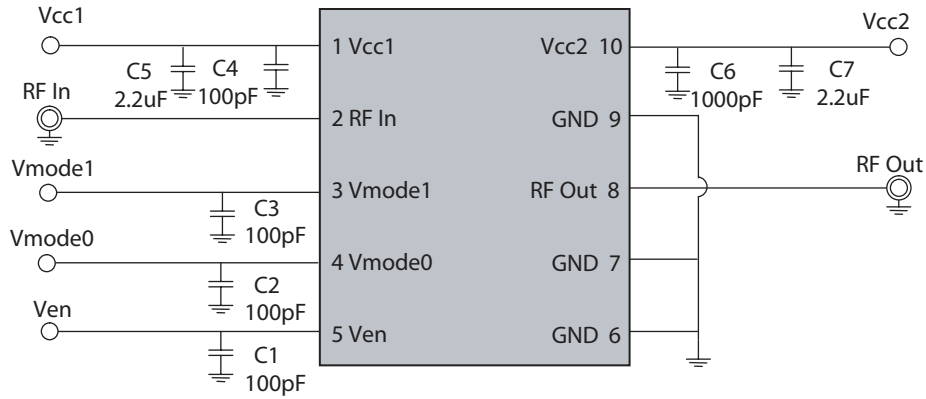 Vcc1
C5
2.2uF
C4
100pF
RF In
Vmode1
C3
100pF
Vmode0
C2
100pF
Ven
C1
100pF
1 Vcc1
2 RF In
3 Vmode1
4 Vmode0
5 Ven
Vcc2 10
GND 9
RF Out 8
GND 7
GND 6
Vcc2
C6
1000pF
C7
2.2uF
RF Out